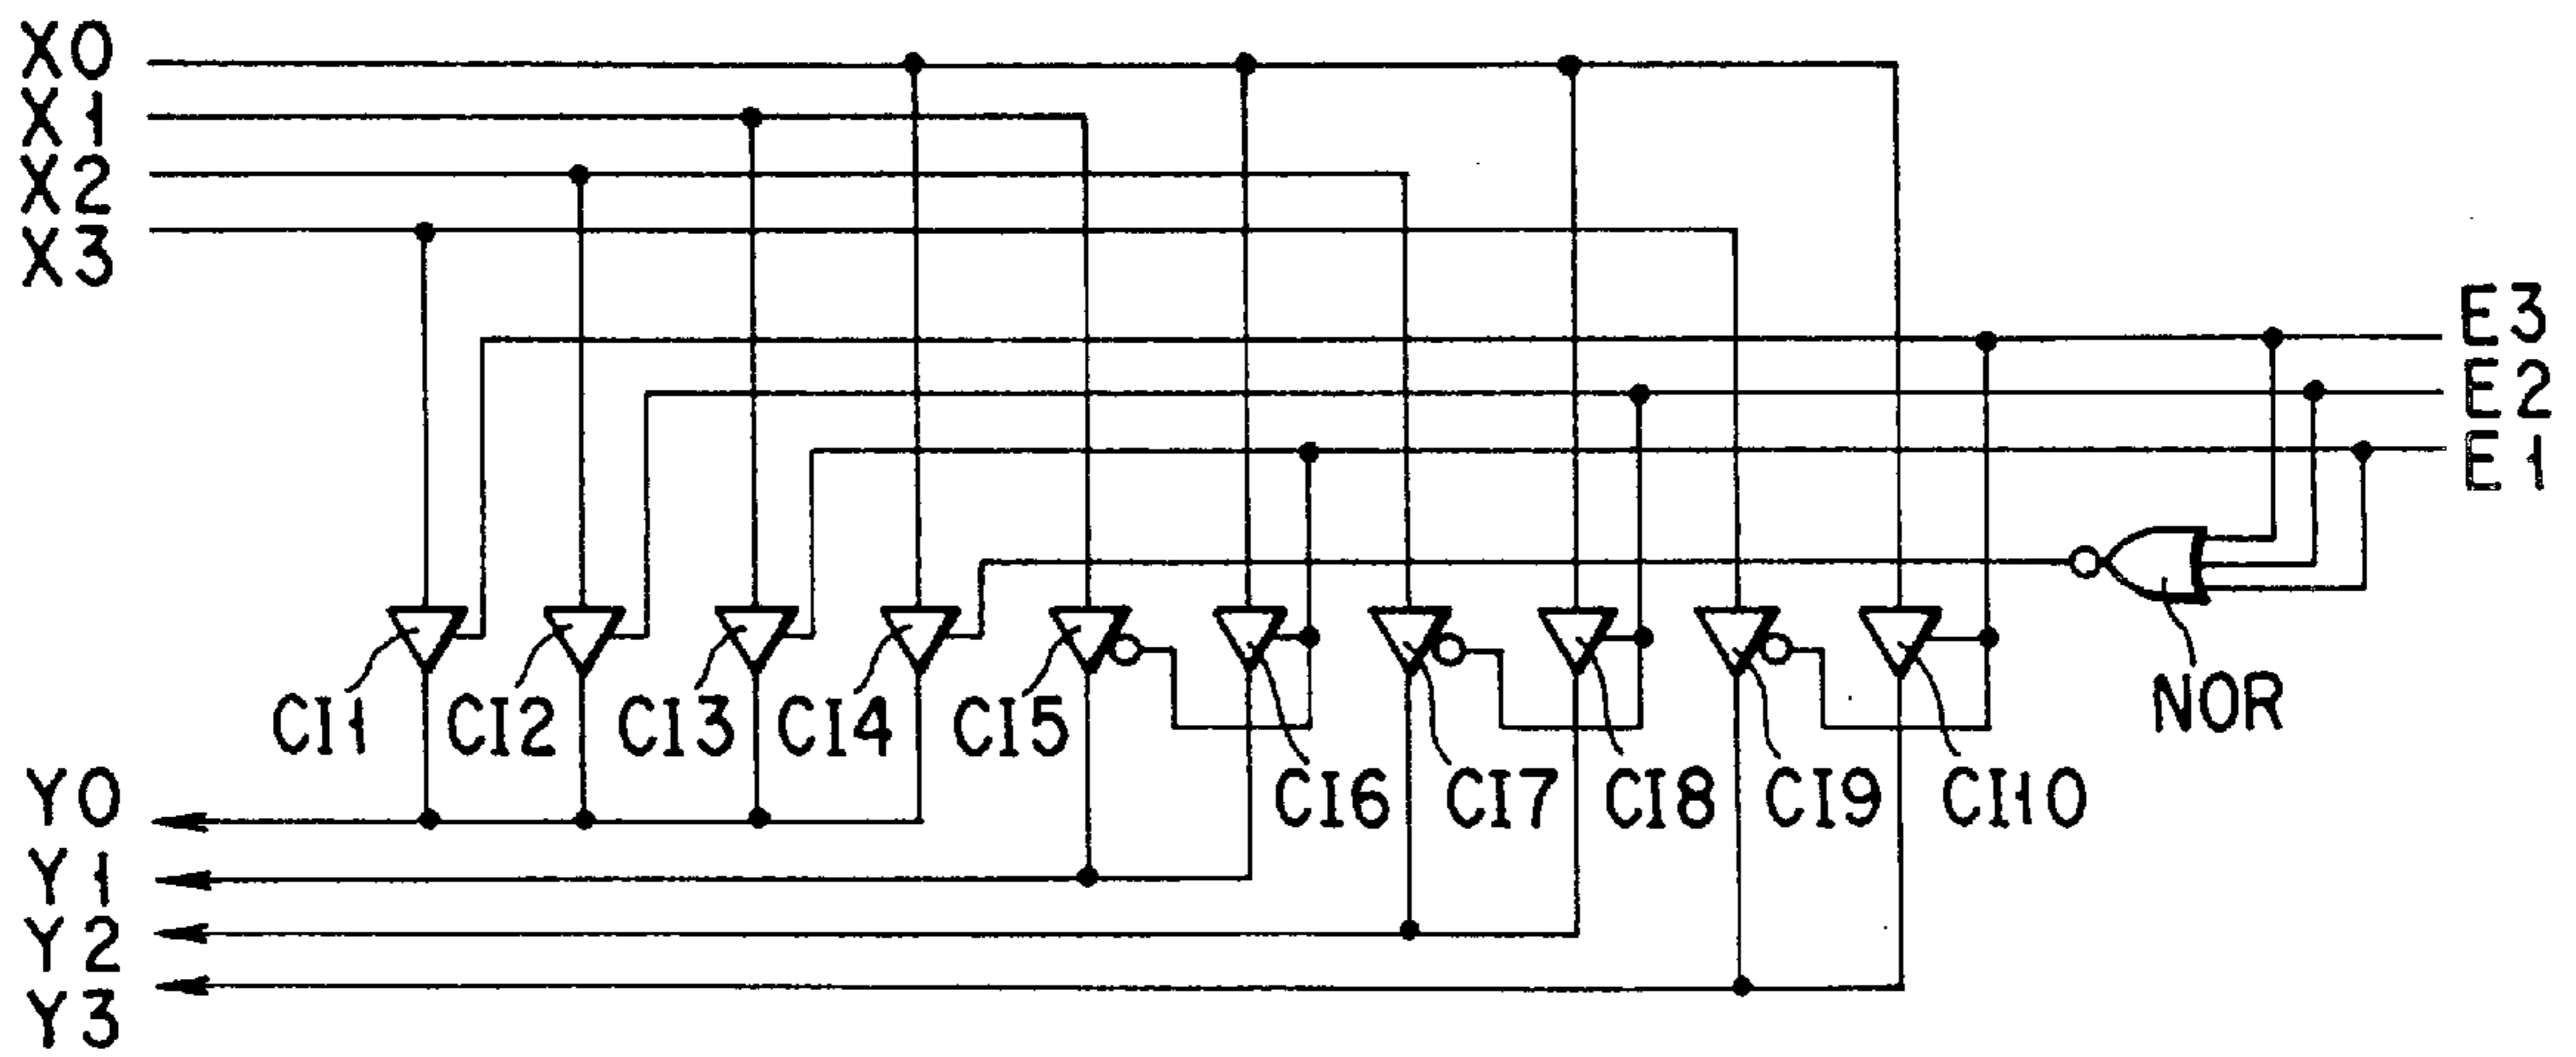 X0
X1
X2
X3
E3
E2
E1
NOR
CI1 CI2 CI3 CI4 CI5
CI6 CI7 CI8 CI9 CI10
Y0
Y1
Y2
Y3